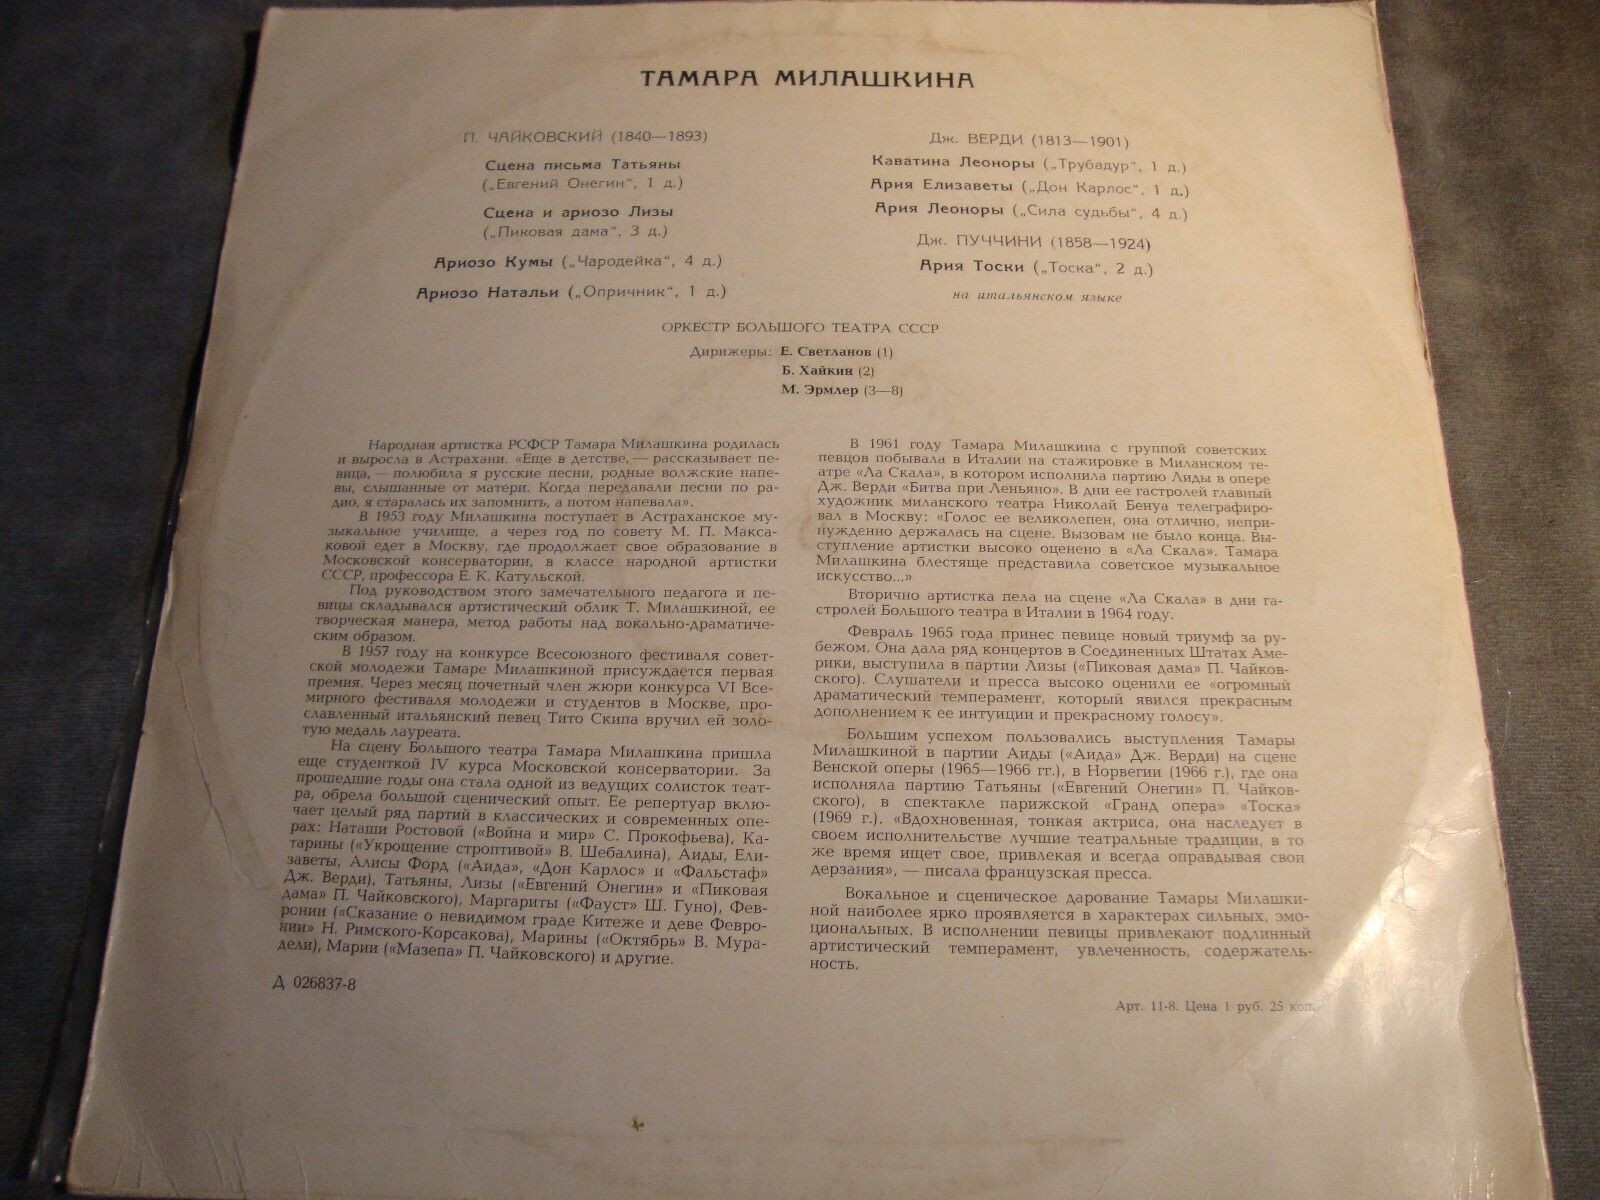 ТАМАРА МИЛАШКИНА
П. ЧАЙКОВСКИЙ (1840—1893)
Сцена письма Татьяны
(„Евгений Онегин“, 1 д.)
Сцена и ариозо Лизы
(„Пиковая дама“, 3 д.)
Ариозо Кумы („Чародейка“, 4 д.)
Ариозо Натальи („Опричник“, 1 д.)
Дж. ВЕРДИ (1813—1901)
Каватина Леоноры („Трубадур“, 1 д.)
Ария Елизаветы („Дон Карлос“, 1 д.)
Ария Леоноры („Сила судьбы“, 4 д.)
Дж. ПУЧЧИНИ (1858—1924)
Ария Тоски („Тоска“, 2 д.)
на итальянском языке
ОРКЕСТР БОЛЬШОГО ТЕАТРА СССР
Дирижеры: Е. Светланов (1)
Б. Хайкин (2)
М. Эрмлер (3—8)
Народная артистка РСФСР Тамара Милашкина родилась
и выросла в Астрахани. «Еще в детстве, — рассказывает пе-
вица, — полюбила я русские песни, родные волжские напе-
вы, слышанные от матери. Когда передавали песни по ра-
дио, я старалась их запомнить, а потом напевала».
В 1953 году Милашкина поступает в Астраханское му-
зыкальное училище, а через год по совету М. П. Макса-
ковой едет в Москву, где продолжает свое образование в
Московской консерватории, в классе народной артистки
СССР, профессора Е. К. Катульской.
Под руководством этого замечательного педагога и пе-
вицы складывался артистический облик Т. Милашкиной, ее
творческая манера, метод работы над вокально-драматиче-
ским образом.
В 1957 году на конкурсе Всесоюзного фестиваля совет-
ской молодежи Тамаре Милашкиной присуждается первая
премия. Через месяц почетный член жюри конкурса VI Все-
мирного фестиваля молодежи и студентов в Москве, про-
славленный итальянский певец Тито Скипа вручил ей золо-
тую медаль лауреата.
На сцену Большого театра Тамара Милашкина пришла
еще студенткой IV курса Московской консерватории. За
прошедшие годы она стала одной из ведущих солисток теат-
ра, обрела большой сценический опыт. Ее репертуар вклю-
чает целый ряд партий в классических и современных опе-
рах: Наташи Ростовой («Война и мир» С. Прокофьева), Ка-
тарины («Укрощение строптивой» В. Шебалина), Аиды, Ели-
заветы, Алисы Форд («Аида», «Дон Карлос» и «Фальстаф»
Дж. Верди), Татьяны, Лизы («Евгений Онегин» и «Пиковая
дама» П. Чайковского), Маргариты («Фауст» Ш. Гуно), Фев-
ронии («Сказание о невидимом граде Китеже и деве Февро-
нии» Н. Римского-Корсакова), Марины («Октябрь» В. Мура-
дели), Марии («Мазепа» П. Чайковского) и другие.
Д 026837-8
В 1961 году Тамара Милашкина с группой советских
певцов побывала в Италии на стажировке в Миланском те-
атре «Ла Скала», в котором исполнила партию Лиды в опере
Дж. Верди «Битва при Леньяно». В дни ее гастролей главный
художник миланского театра Николай Бенуа телеграфиро-
вал в Москву: «Голос ее великолепен, она отлично, непри-
нужденно держалась на сцене. Вызовам не было конца. Вы-
ступление артистки высоко оценено в «Ла Скала». Тамара
Милашкина блестяще представила советское музыкальное
искусство...»
Вторично артистка пела на сцене «Ла Скала» в дни га-
стролей Большого театра в Италии в 1964 году.
Февраль 1965 года принес певице новый триумф за ру-
бежом. Она дала ряд концертов в Соединенных Штатах Аме-
рики, выступила в партии Лизы («Пиковая дама» П. Чайков-
ского). Слушатели и пресса высоко оценили ее «огромный
драматический темперамент, который явился прекрасным
дополнением к ее интуиции и прекрасному голосу».
Большим успехом пользовались выступления Тамары
Милашкиной в партии Аиды («Аида» Дж. Верди) на сцене
Венской оперы (1965—1966 гг.), в Норвегии (1966 г.), где она
исполняла партию Татьяны («Евгений Онегин» П. Чайков-
ского), в спектакле парижской «Гранд опера» «Тоска»
(1969 г.). «Вдохновенная, тонкая актриса, она наследует в
своем исполнительстве лучшие театральные традиции, в то
же время ищет свое, привлекая и всегда оправдывая свои
дерзания», — писала французская пресса.
Вокальное и сценическое дарование Тамары Милашки-
ной наиболее ярко проявляется в характерах сильных, эмо-
циональных. В исполнении певицы привлекают подлинный
артистический темперамент, увлеченность, содержатель-
ность.
Арт. 11-8. Цена 1 руб. 25 коп.